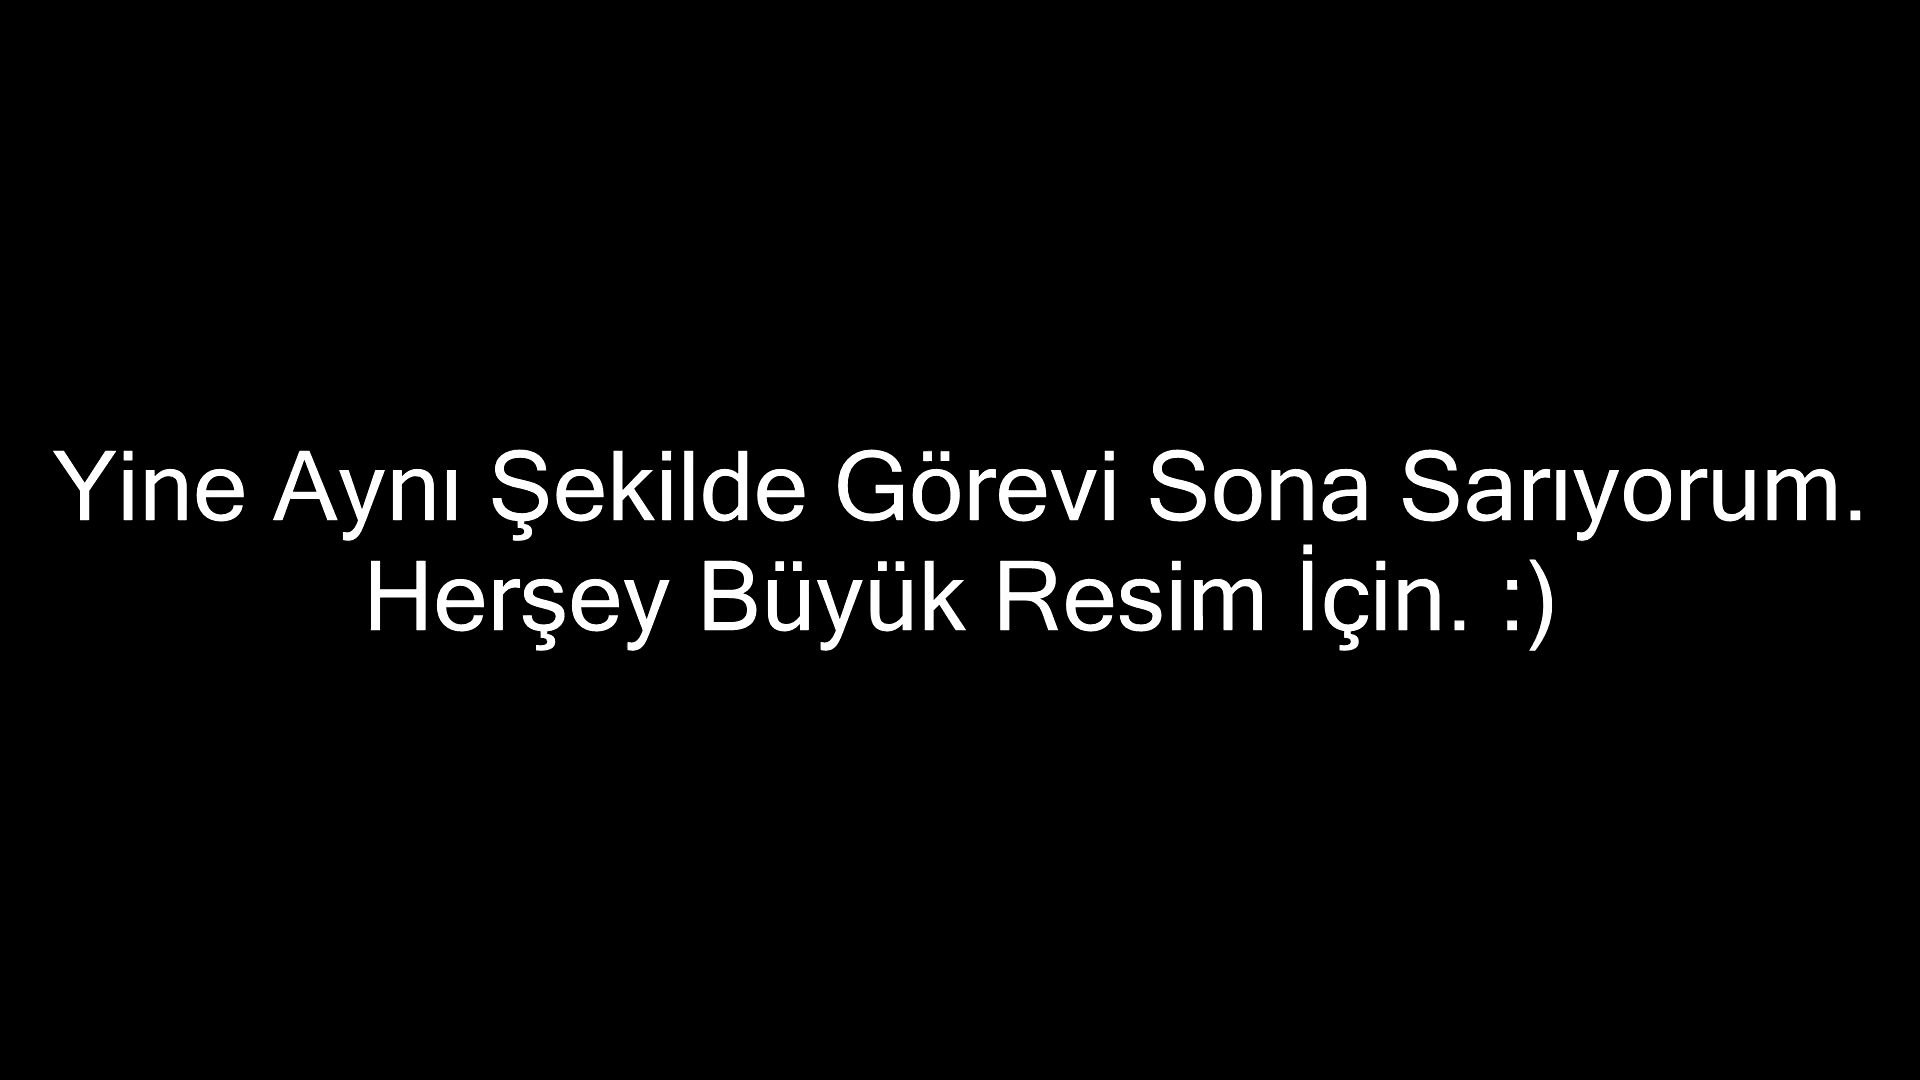 Yine Aynı Şekilde Görevi Sona Sarıyorum.
Herşey Büyük Resim İçin. :)